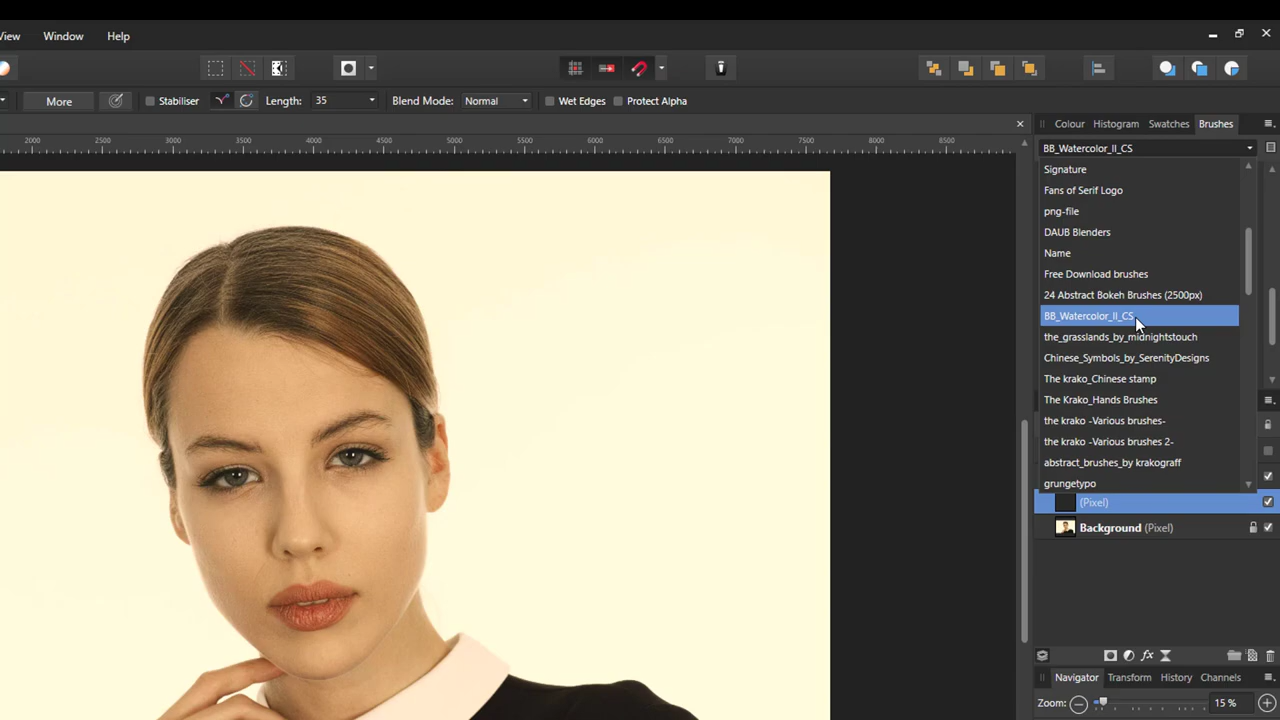 View Window Help
More Stabiliser Length: 35 Blend Mode: Normal Wet Edges Protect Alpha
Colour Histogram Swatches Brushes
2000 2500 3000 3500 4000 4500 5000 5500 6000 6500 7000 7500 8000 8500
BB_Watercolor_II_CS
Signature
Fans of Serif Logo
png-file
DAUB Blenders
Name
Free Download brushes
24 Abstract Bokeh Brushes (2500px)
BB_Watercolor_II_CS
the_grasslands_by_midnightstouch
Chinese_Symbols_by_SerenityDesigns
The krako_Chinese stamp
The Krako_Hands Brushes
the krako -Various brushes-
the krako -Various brushes 2-
abstract_brushes_by krakograff
grungetypo
(Pixel)
Background (Pixel)
fx
Navigator Transform History Channels
Zoom: 15 %